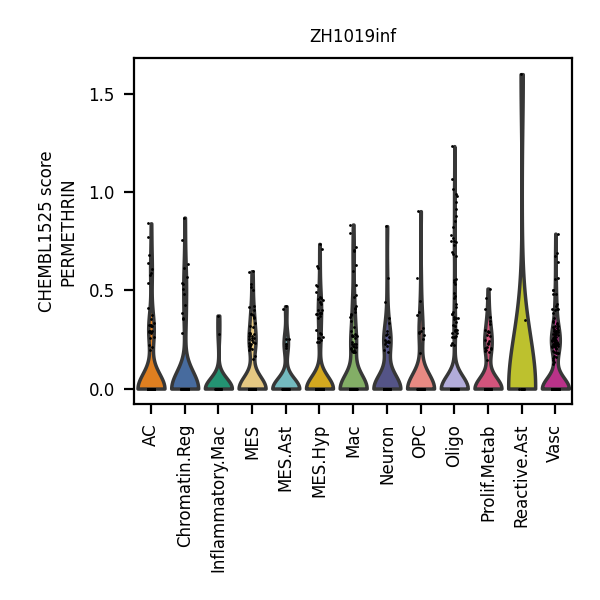 ZH1019inf
CHEMBL1525 score
PERMETHRIN
1.5
1.0
0.5
0.0
AC
Chromatin.Reg
Inflammatory.Mac
MES
MES.Ast
MES.Hyp
Mac
Neuron
OPC
Oligo
Prolif.Metab
Reactive.Ast
Vasc